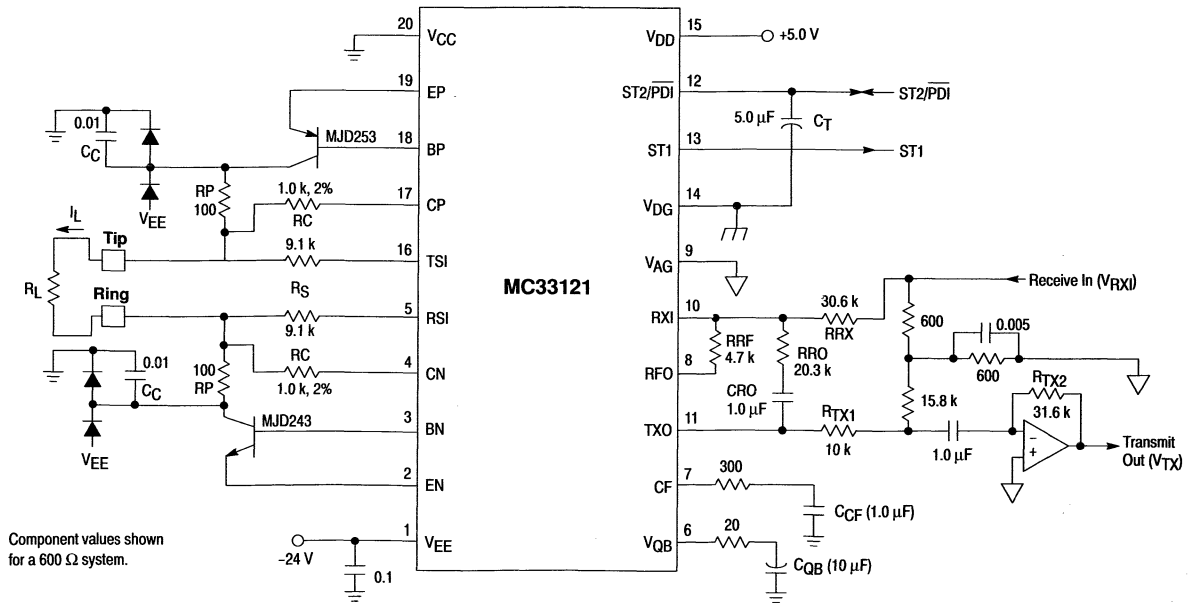 20
VCC
15
VDD
+5.0 V
19
EP
12
ST2/PDI
ST2/PDI
0.01
CC
MJD253
18
BP
5.0 µF
CT
13
ST1
ST1
RP
100
1.0 k, 2%
RC
17
CP
14
VDG
VEE
IL
Tip
9.1 k
16
TSI
9
VAG
MC33121
RL
Ring
RS
9.1 k
5
RSI
10
RXI
30.6 k
RRX
Receive In (VRXI)
600
0.005
600
RRF
4.7 k
RRO
20.3 k
0.01
CC
100
RP
RC
1.0 k, 2%
4
CN
8
RFO
CRO
1.0 µF
15.8 k
RTX2
31.6 k
MJD243
3
BN
11
TXO
RTX1
10 k
1.0 µF
−
+
Transmit
Out (VTX)
VEE
2
EN
7
CF
300
CCF (1.0 µF)
Component values shown
for a 600 Ω system.
1
VEE
−24 V
0.1
6
VQB
20
CQB (10 µF)